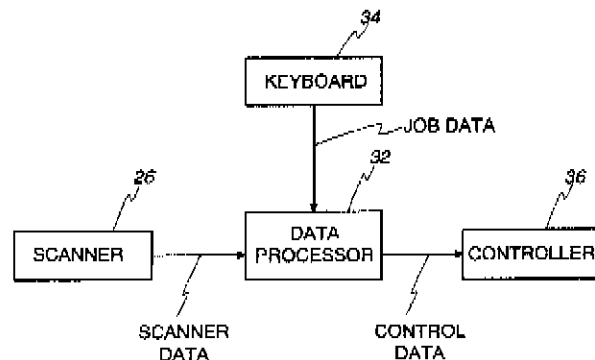 34
KEYBOARD
JOB DATA
32
26
36
SCANNER
DATA
PROCESSOR
CONTROLLER
SCANNER
DATA
CONTROL
DATA